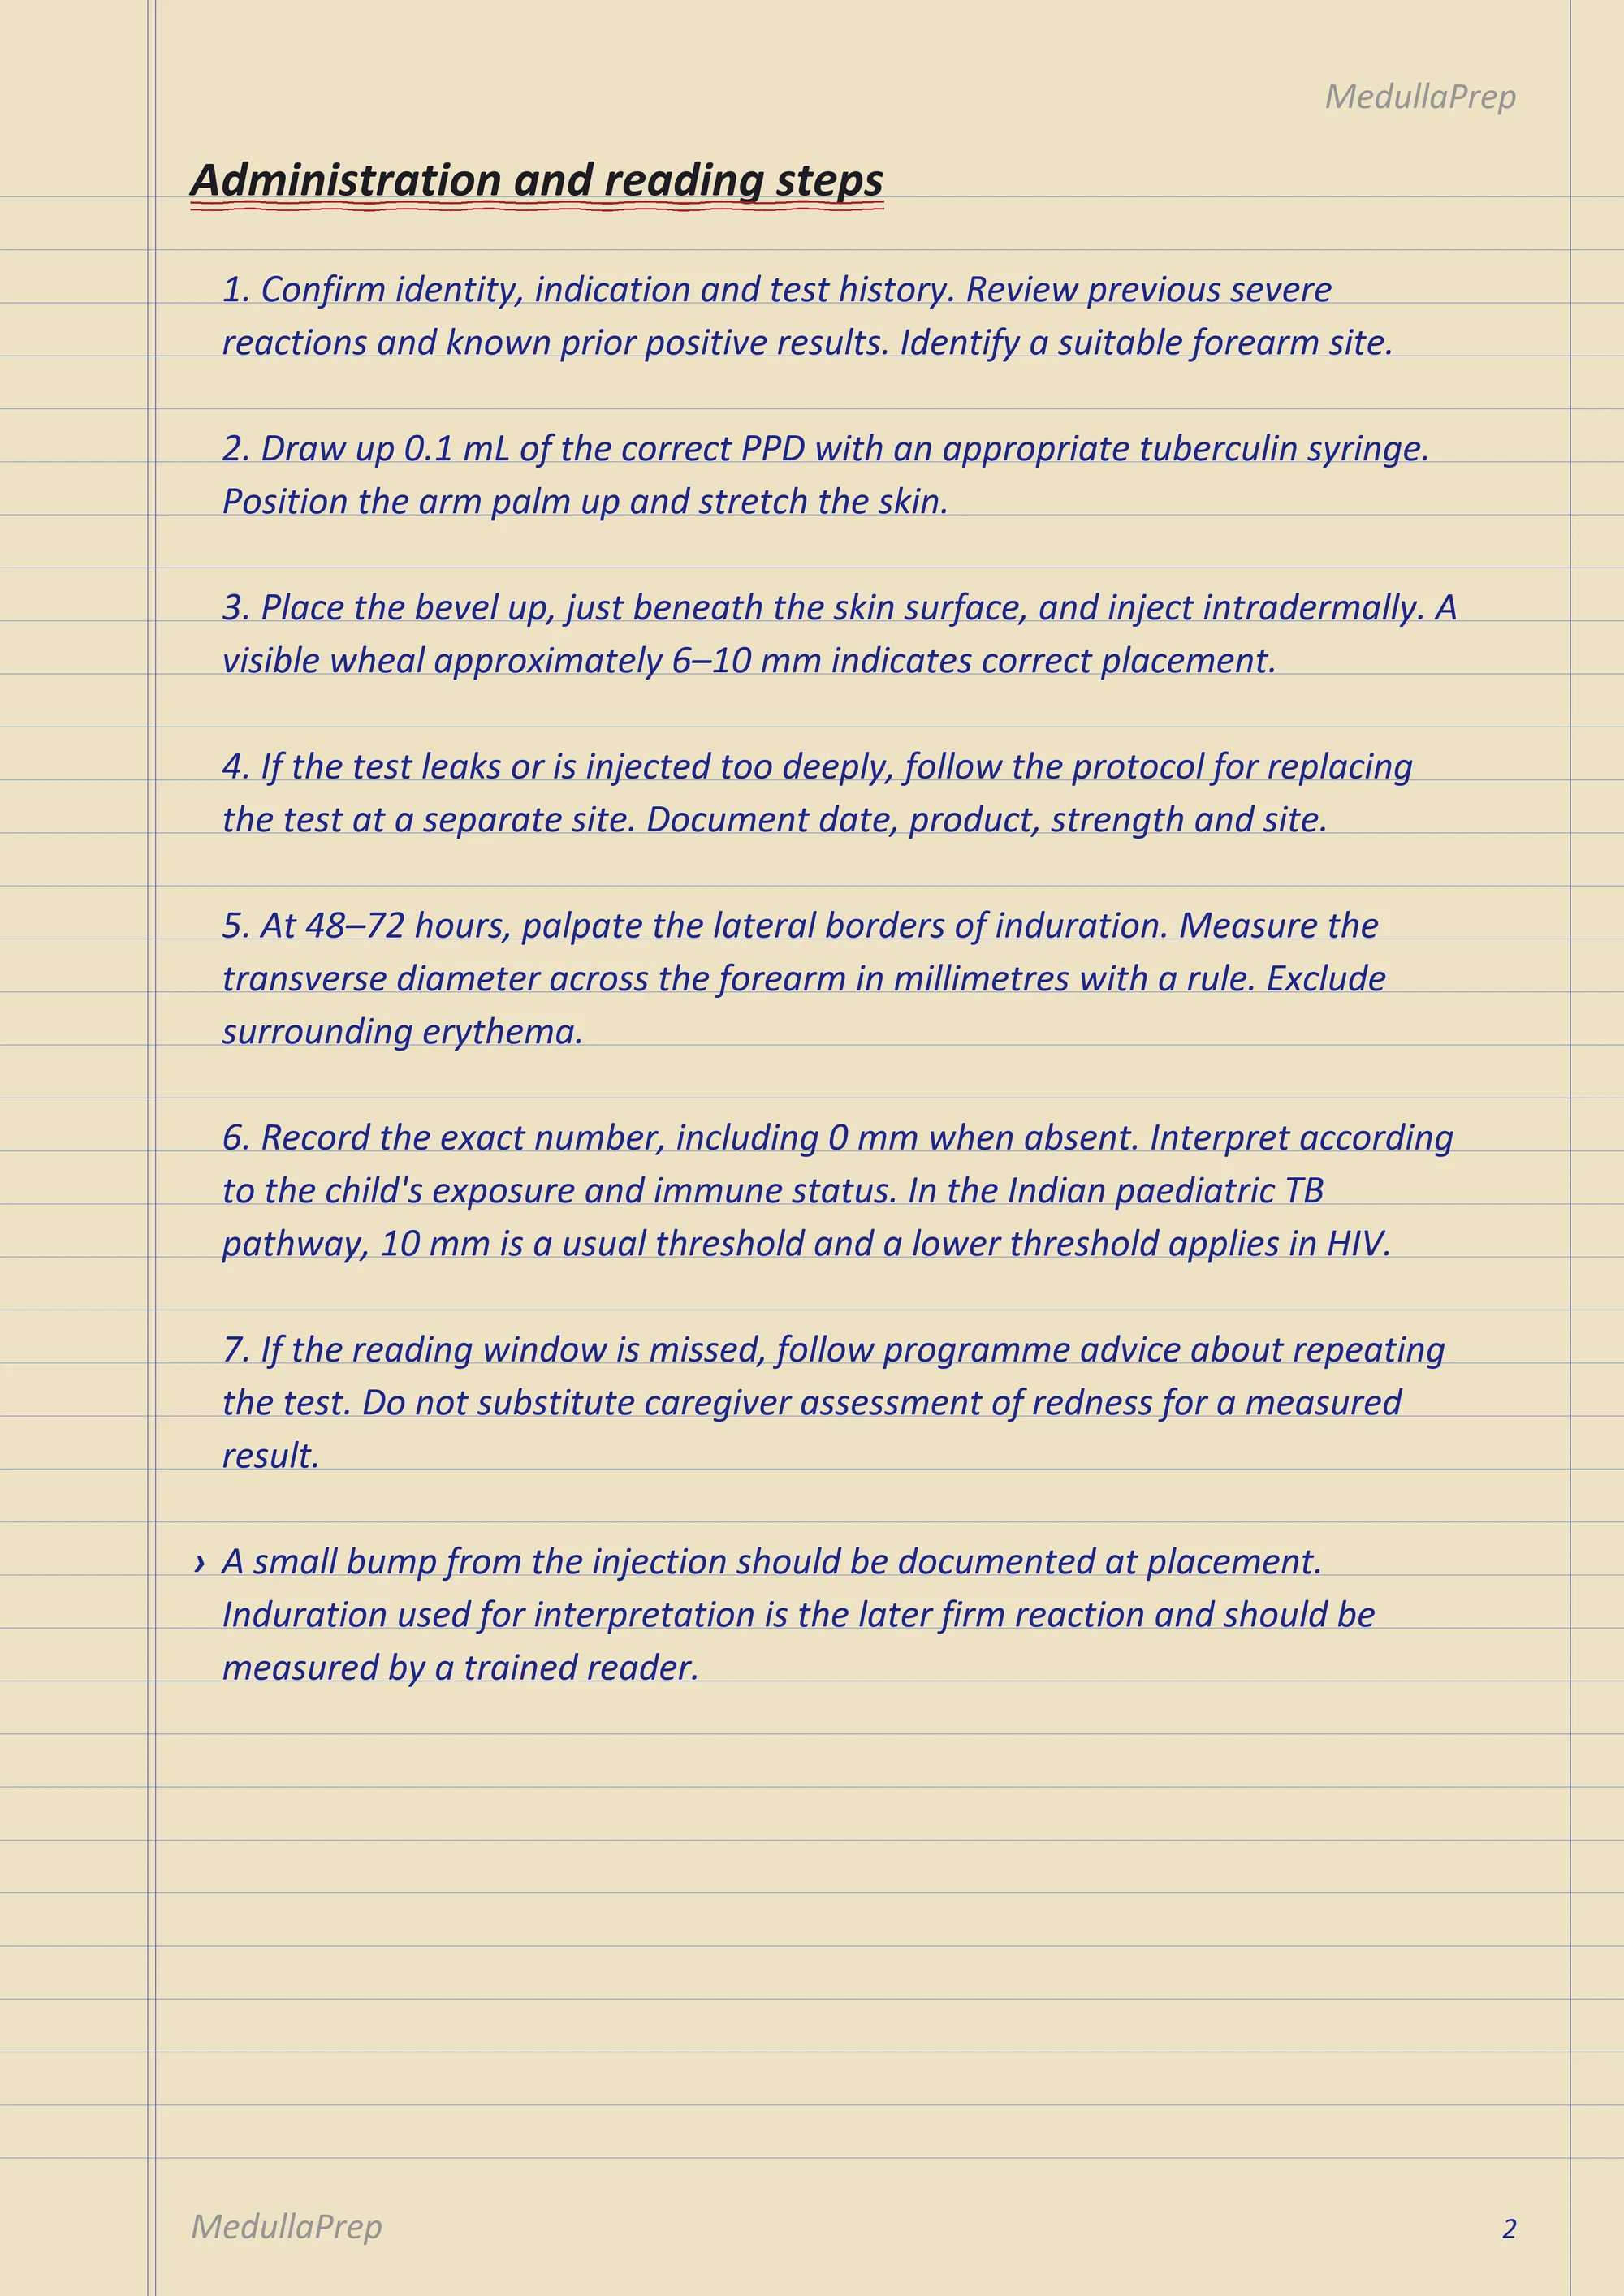 MedullaPrep
Administration and reading steps
1. Confirm identity, indication and test history. Review previous severe
reactions and known prior positive results. Identify a suitable forearm site.
2. Draw up 0.1 mL of the correct PPD with an appropriate tuberculin syringe.
Position the arm palm up and stretch the skin.
3. Place the bevel up, just beneath the skin surface, and inject intradermally. A
visible wheal approximately 6–10 mm indicates correct placement.
4. If the test leaks or is injected too deeply, follow the protocol for replacing
the test at a separate site. Document date, product, strength and site.
5. At 48–72 hours, palpate the lateral borders of induration. Measure the
transverse diameter across the forearm in millimetres with a rule. Exclude
surrounding erythema.
6. Record the exact number, including 0 mm when absent. Interpret according
to the child's exposure and immune status. In the Indian paediatric TB
pathway, 10 mm is a usual threshold and a lower threshold applies in HIV.
7. If the reading window is missed, follow programme advice about repeating
the test. Do not substitute caregiver assessment of redness for a measured
result.
› A small bump from the injection should be documented at placement.
Induration used for interpretation is the later firm reaction and should be
measured by a trained reader.
MedullaPrep
2